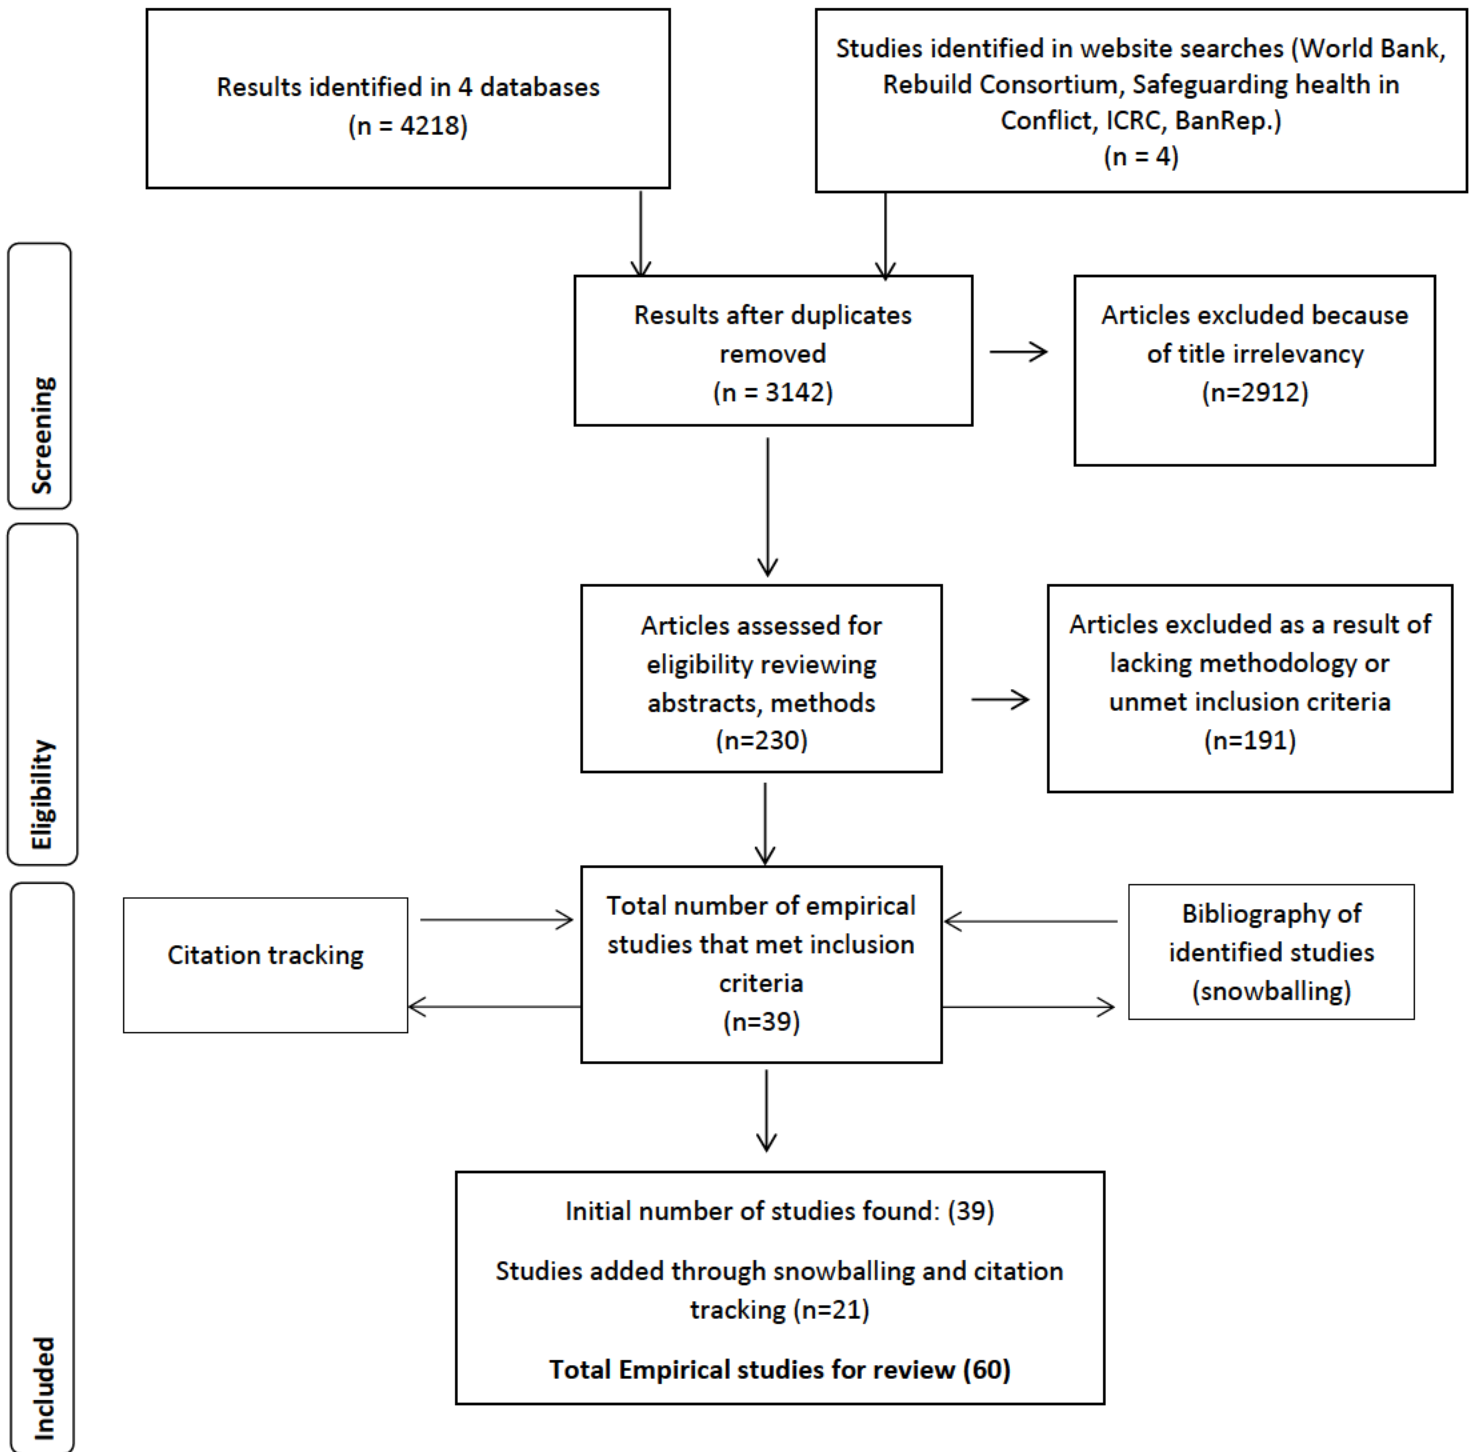 Results identified in 4 databases
(n = 4218)
Studies identified in website searches (World Bank,
Rebuild Consortium, Safeguarding health in
Conflict, ICRC, BanRep.)
(n = 4)
Screening
Results after duplicates
removed
(n = 3142)
Articles excluded because
of title irrelevancy
(n=2912)
Eligibility
Articles assessed for
eligibility reviewing
abstracts, methods
(n=230)
Articles excluded as a result of
lacking methodology or
unmet inclusion criteria
(n=191)
Included
Citation tracking
Total number of empirical
studies that met inclusion
criteria
(n=39)
Bibliography of
identified studies
(snowballing)
Initial number of studies found: (39)
Studies added through snowballing and citation
tracking (n=21)
Total Empirical studies for review (60)